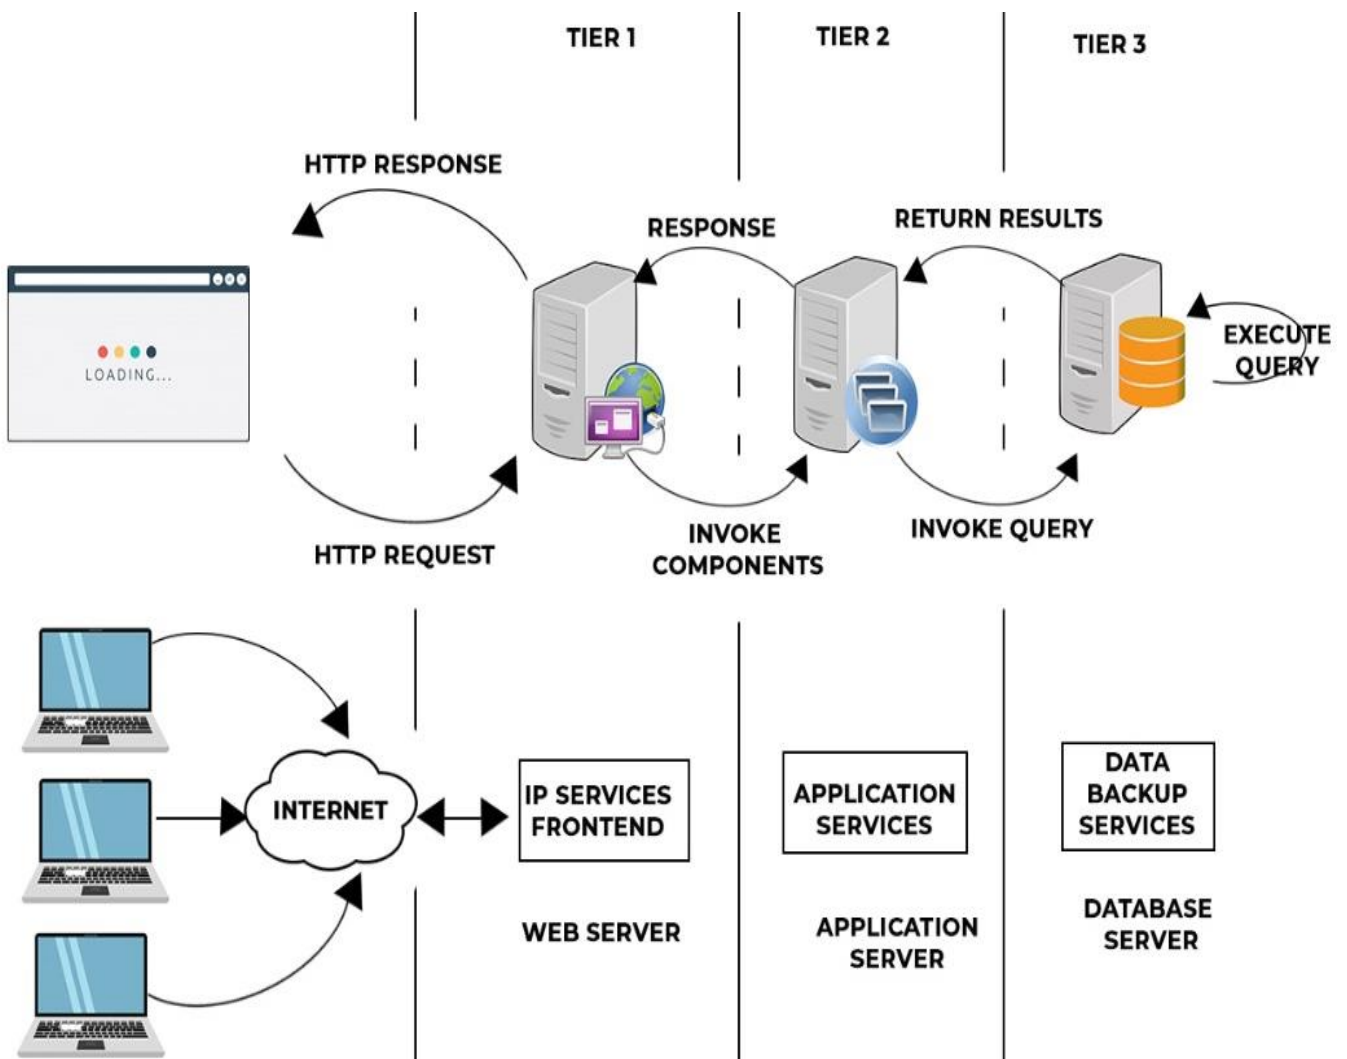 TIER 1
TIER 2
TIER 3
HTTP RESPONSE
RESPONSE
RETURN RESULTS
LOADING...
EXECUTE
QUERY
HTTP REQUEST
INVOKE
COMPONENTS
INVOKE QUERY
INTERNET
IP SERVICES
FRONTEND
APPLICATION
SERVICES
DATA
BACKUP
SERVICES
WEB SERVER
APPLICATION
SERVER
DATABASE
SERVER